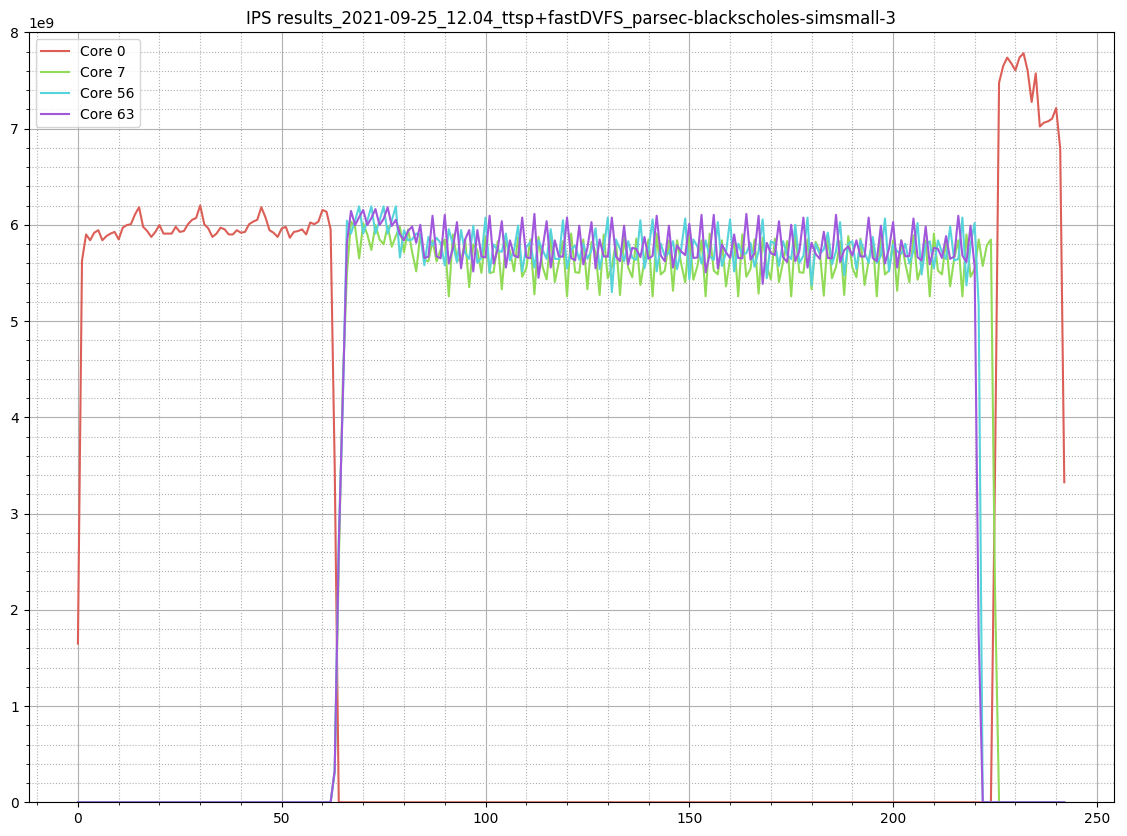 IPS results_2021-09-25_12.04_ttsp+fastDVFS_parsec-blackscholes-simsmall-3
1e9
8
7
6
5
4
3
2
1
0
Core 0
Core 7
Core 56
Core 63
0 50 100 150 200 250